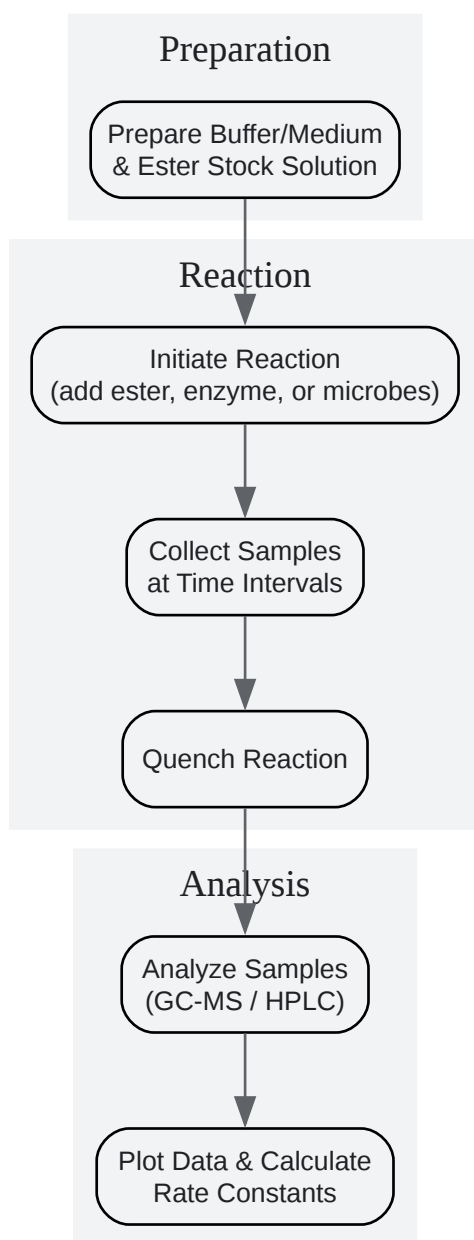 Preparation
Prepare Buffer/Medium
& Ester Stock Solution
Reaction
Initiate Reaction
(add ester, enzyme, or microbes)
Collect Samples
at Time Intervals
Quench Reaction
Analysis
Analyze Samples
(GC-MS / HPLC)
Plot Data & Calculate
Rate Constants